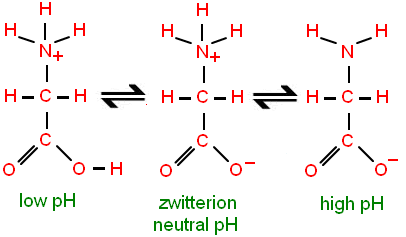 H H
H H H H H H
N+ N+ N
H C H H C H H C H
C C C
O O H O O− O O−
low pH zwitterion high pH
neutral pH